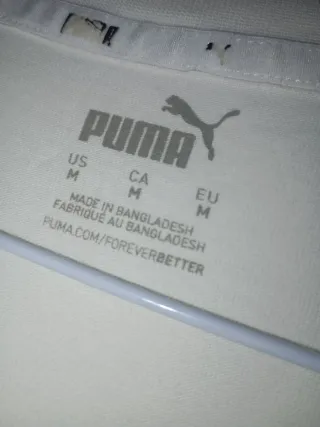 PUMA
US CA EU
M M M
MADE IN BANGLADESH
FABRIQUÉ AU BANGLADESH
PUMA.COM/FOREVERBETTER